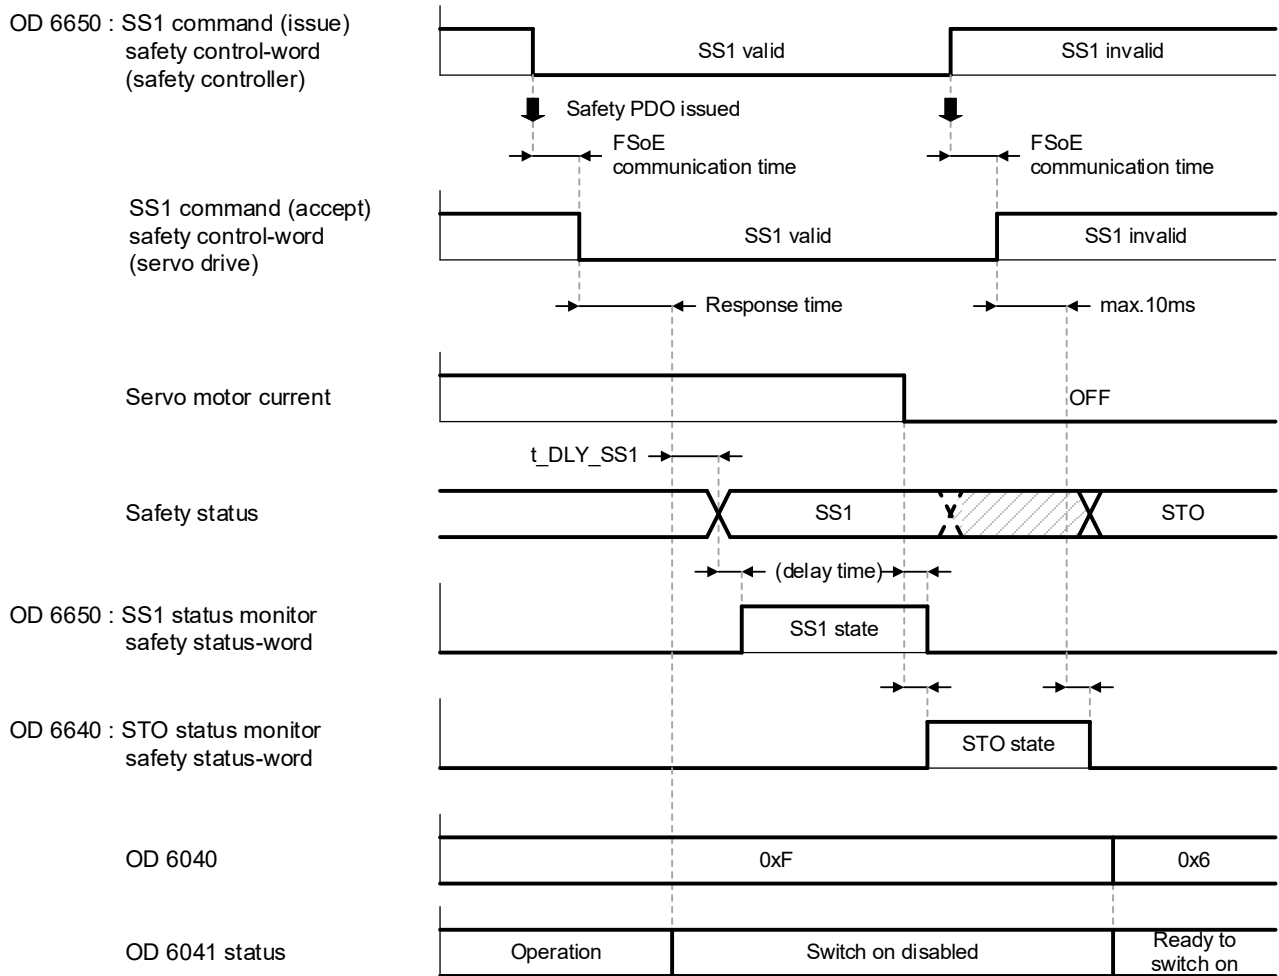 OD 6650 : SS1 command (issue)
safety control-word
(safety controller)
SS1 valid
SS1 invalid
Safety PDO issued
FSoE
communication time
FSoE
communication time
SS1 command (accept)
safety control-word
(servo drive)
SS1 valid
SS1 invalid
Response time
max.10ms
Servo motor current
OFF
t_DLY_SS1
Safety status
SS1
STO
(delay time)
OD 6650 : SS1 status monitor
safety status-word
SS1 state
OD 6640 : STO status monitor
safety status-word
STO state
OD 6040
0xF
0x6
OD 6041 status
Operation
Switch on disabled
Ready to
switch on